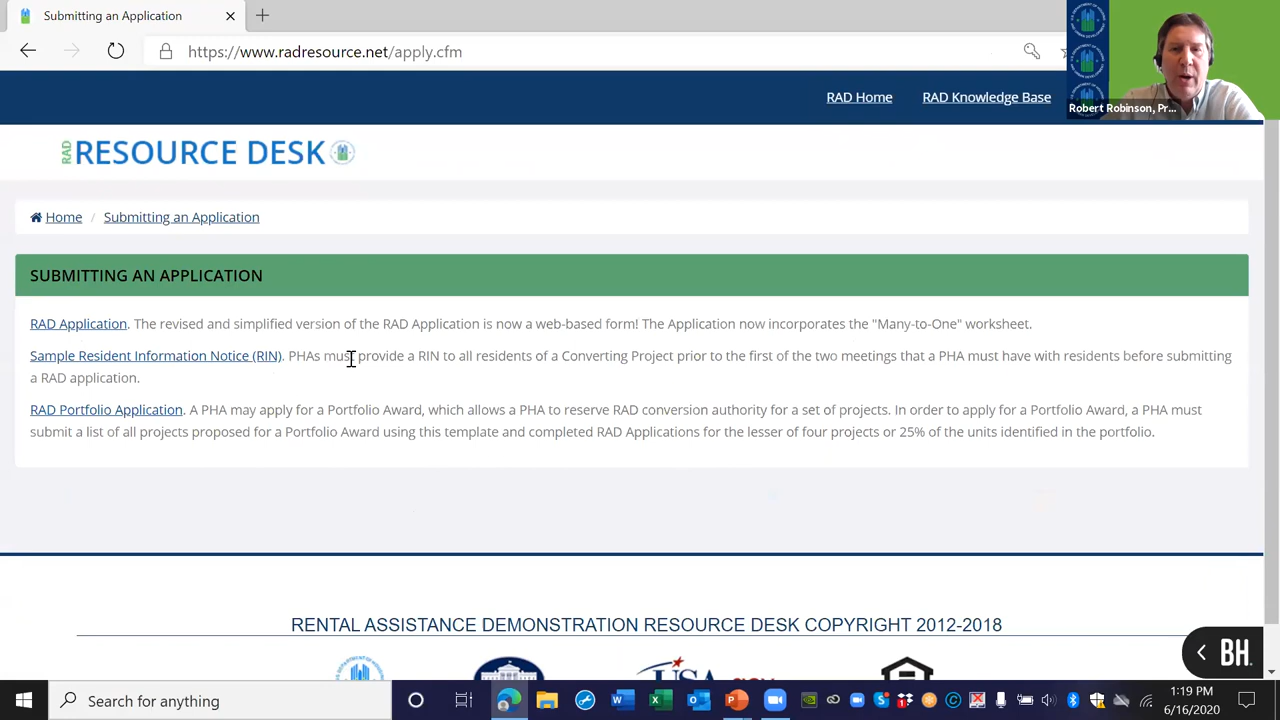 Submitting an Application
https://www.radresource.net/apply.cfm
Robert Robinson, Pr...
RAD Home RAD Knowledge Base
RAD RESOURCE DESK
Home / Submitting an Application
SUBMITTING AN APPLICATION
RAD Application. The revised and simplified version of the RAD Application is now a web-based form! The Application now incorporates the "Many-to-One" worksheet.
Sample Resident Information Notice (RIN). PHAs must provide a RIN to all residents of a Converting Project prior to the first of the two meetings that a PHA must have with residents before submitting
a RAD application.
RAD Portfolio Application. A PHA may apply for a Portfolio Award, which allows a PHA to reserve RAD conversion authority for a set of projects. In order to apply for a Portfolio Award, a PHA must
submit a list of all projects proposed for a Portfolio Award using this template and completed RAD Applications for the lesser of four projects or 25% of the units identified in the portfolio.
RENTAL ASSISTANCE DEMONSTRATION RESOURCE DESK COPYRIGHT 2012-2018
BH.
Search for anything
1:19 PM
6/16/2020